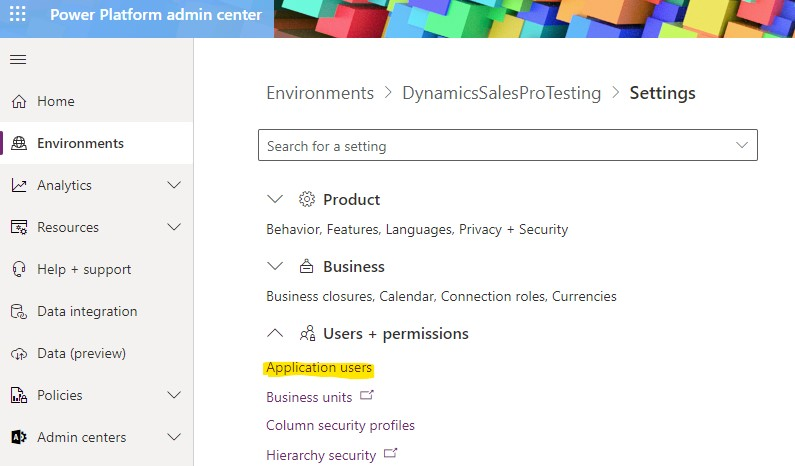 Power Platform admin center
Home
Environments
Analytics
Resources
Help + support
Data integration
Data (preview)
Policies
Admin centers
Environments > DynamicsSalesProTesting > Settings
Search for a setting
Product
Behavior, Features, Languages, Privacy + Security
Business
Business closures, Calendar, Connection roles, Currencies
Users + permissions
Application users
Business units
Column security profiles
Hierarchy security